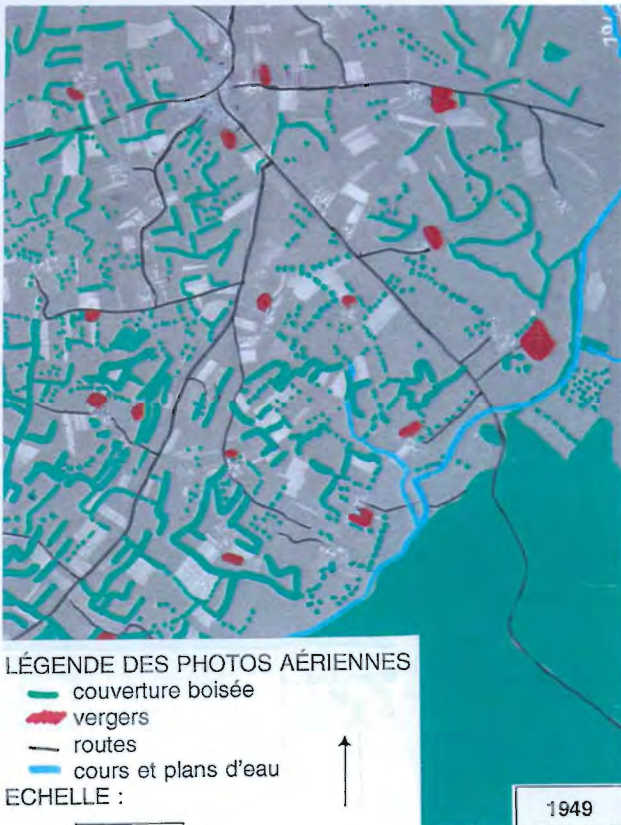 LÉGENDE DES PHOTOS AÉRIENNES
couverture boisée
vergers
routes
cours et plans d'eau
ECHELLE :
1949